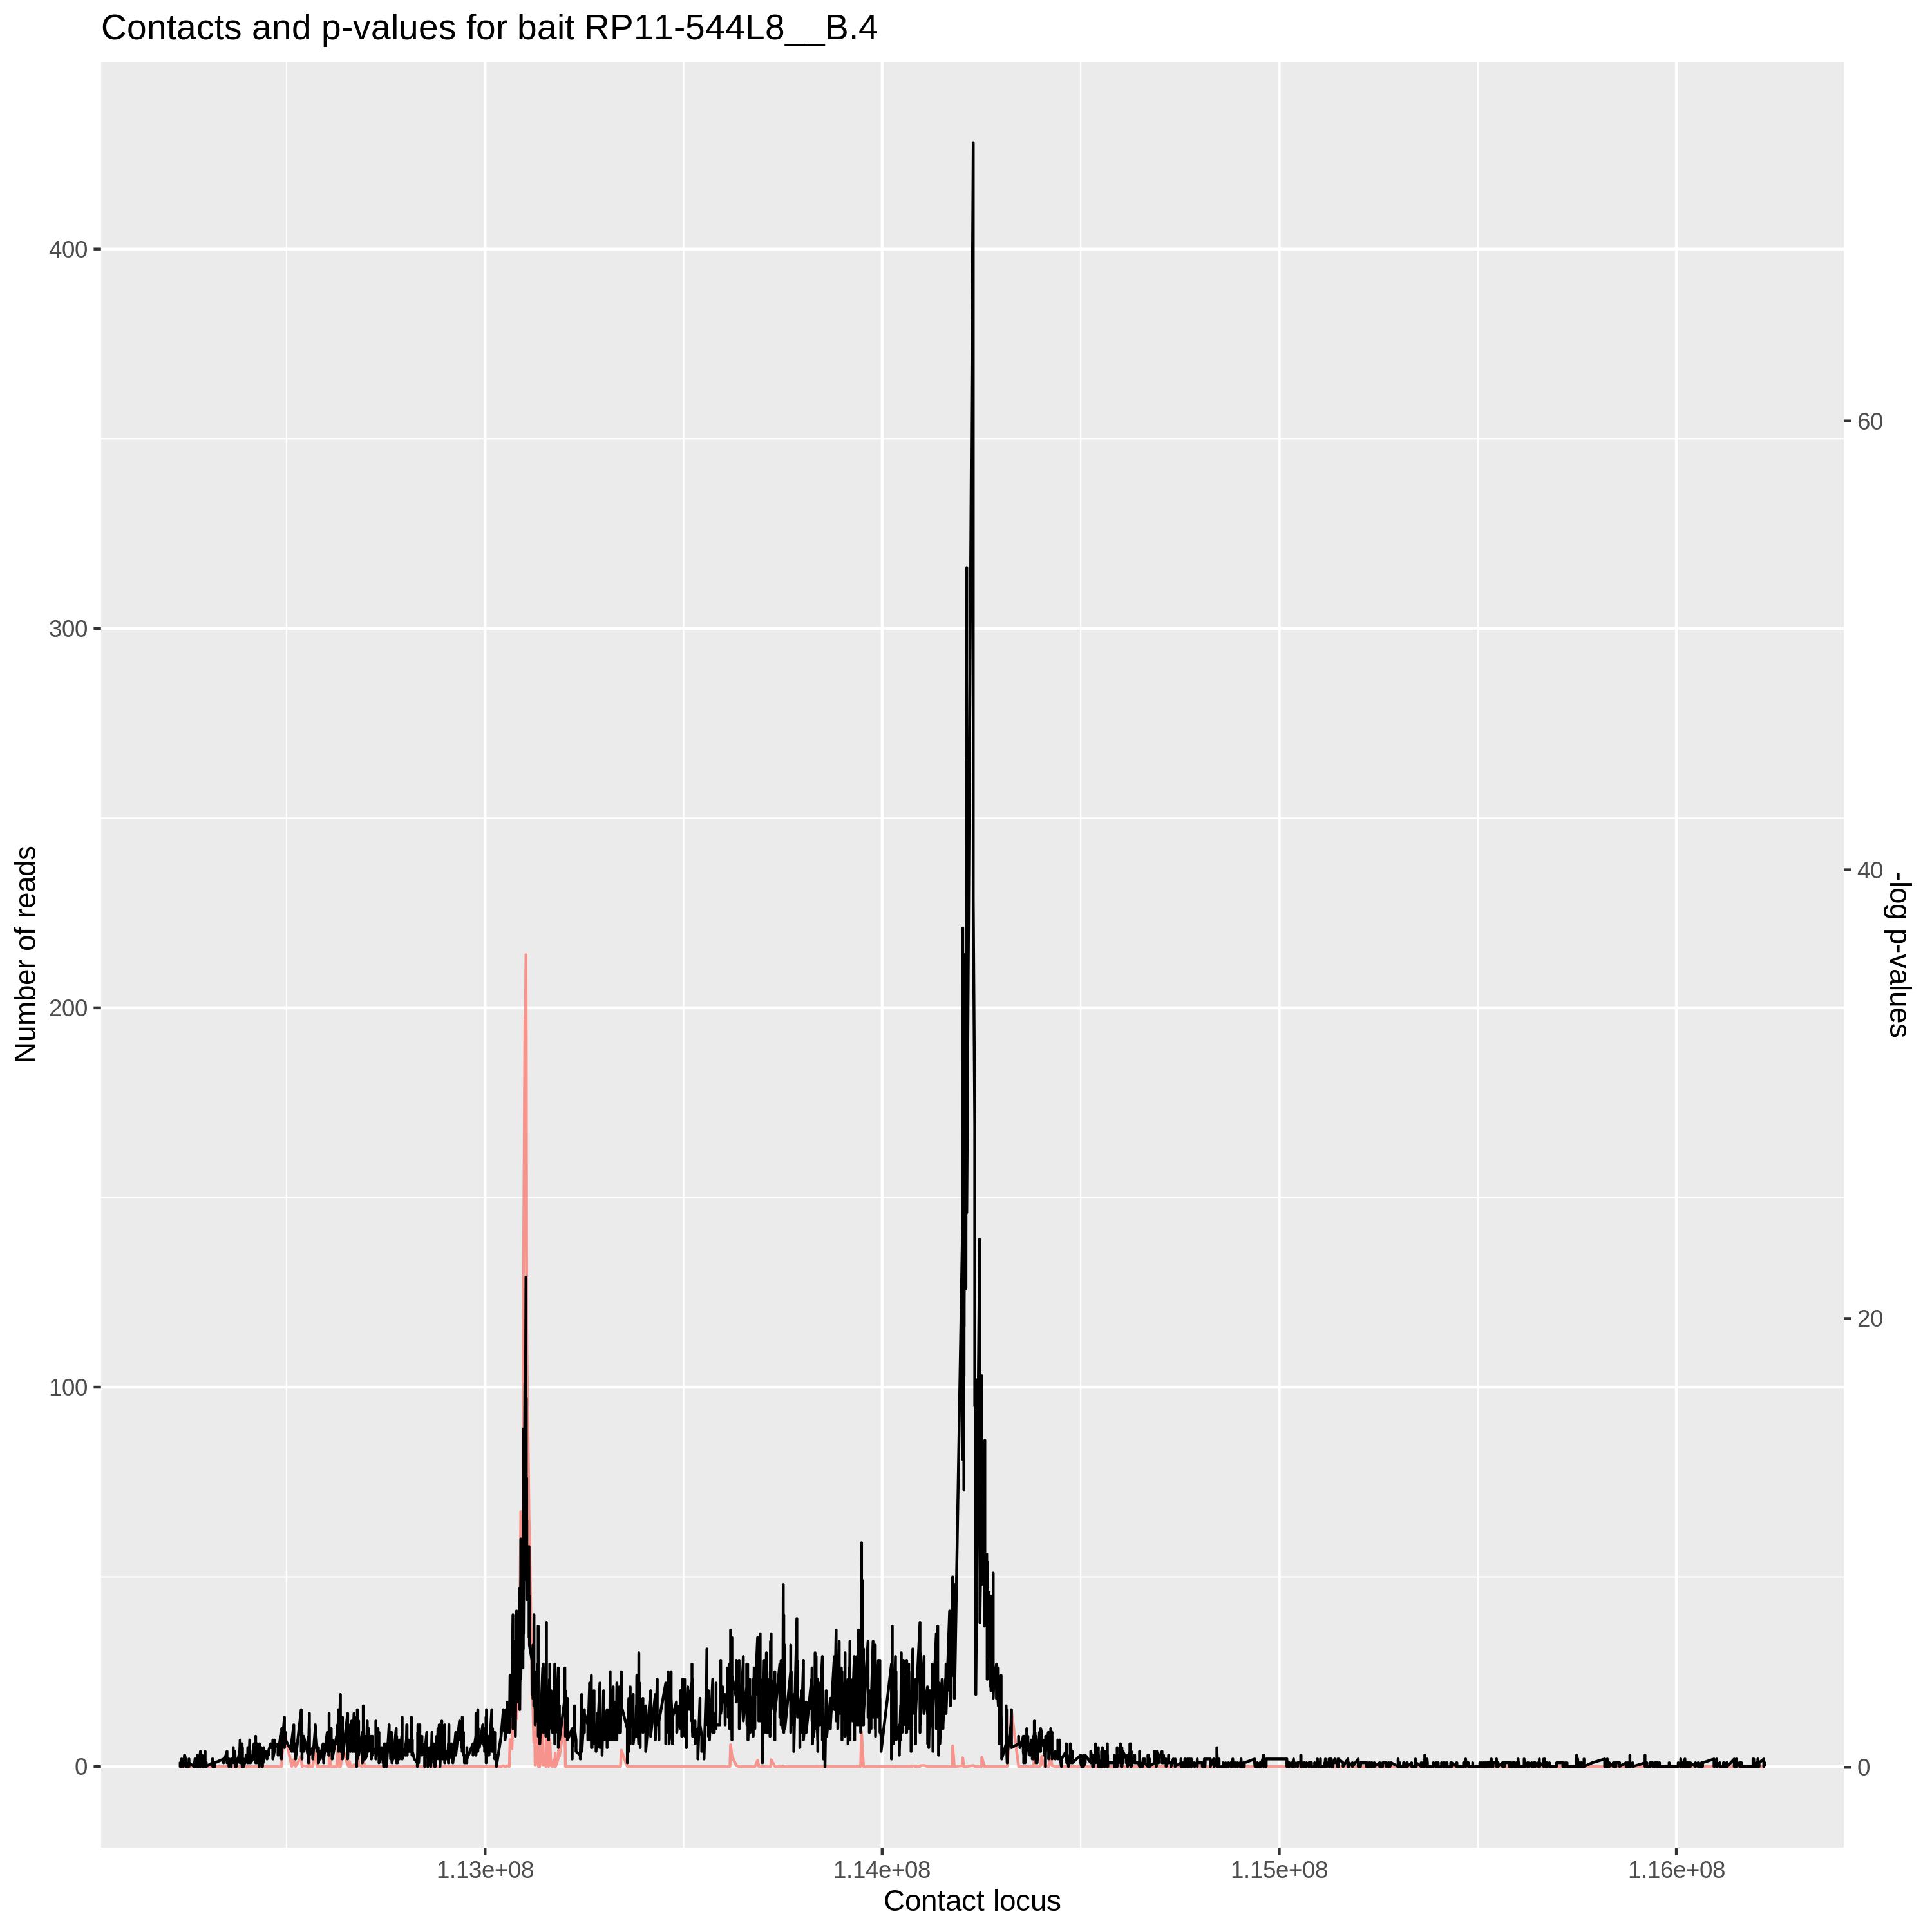 Contacts and p-values for bait RP11-544L8__B.4
400
300
200
100
0
Number of reads
60
40
20
0
-log p-values
1.13e+08
1.14e+08
1.15e+08
1.16e+08
Contact locus